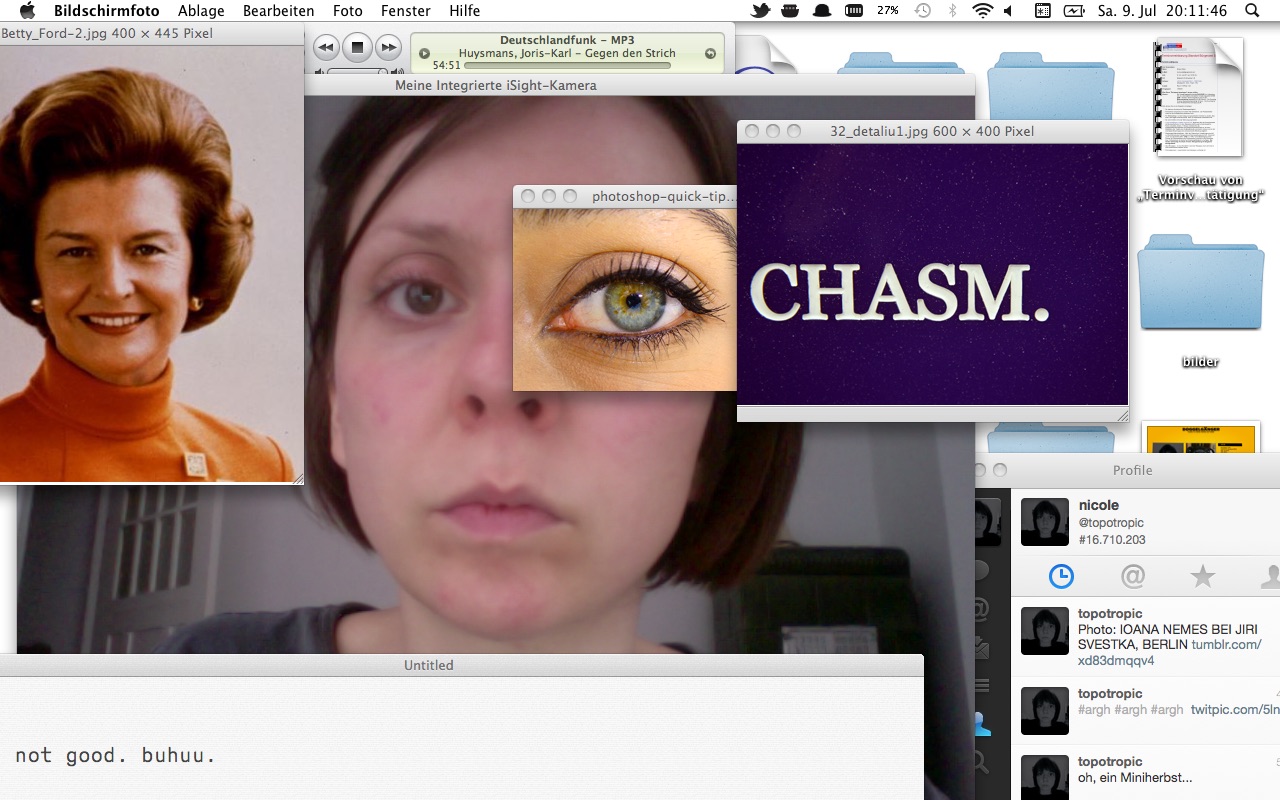 Bildschirmfoto Ablage Bearbeiten Foto Fenster Hilfe 27% Sa. 9. Jul 20:11:46
Betty_Ford-2.jpg 400 × 445 Pixel
Deutschlandfunk – MP3
Huysmans, Joris-Karl – Gegen den Strich
54:51
Meine Integrierte iSight-Kamera
photoshop-quick-tip...
32_detaliu1.jpg 600 × 400 Pixel
CHASM.
Vorschau von
„Terminv...tätigung“
bilder
Profile
nicole
@topotropic
#16.710.203
topotropic
Photo: IOANA NEMES BEI JIRI
SVESTKA, BERLIN tumblr.com/
xd83dmqqv4
topotropic
#argh #argh #argh twitpic.com/5ln
topotropic
oh, ein Miniherbst...
Untitled
not good. buhuu.